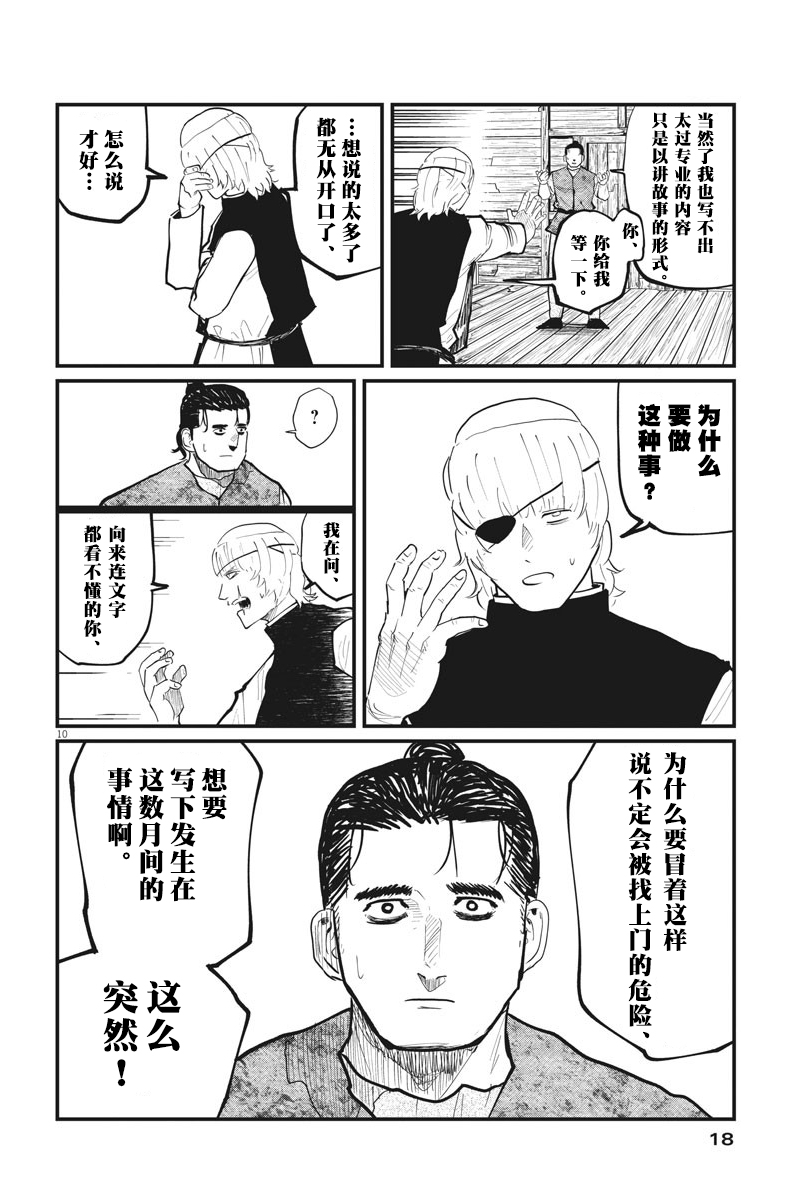 当然了我也写不出
太过专业的内容
只是以讲故事的形式。
你、
你给我
等一下。
…想说的太多了
都无从开口了、
怎么说
才好…
为什么
要做
这种事？
？
我在问、
向来连文字
都看不懂的你、
10
为什么要冒着这样
说不定会被找上门的危险、
想要
写下发生在
这数月间的
事情啊。
这么
突然！
18